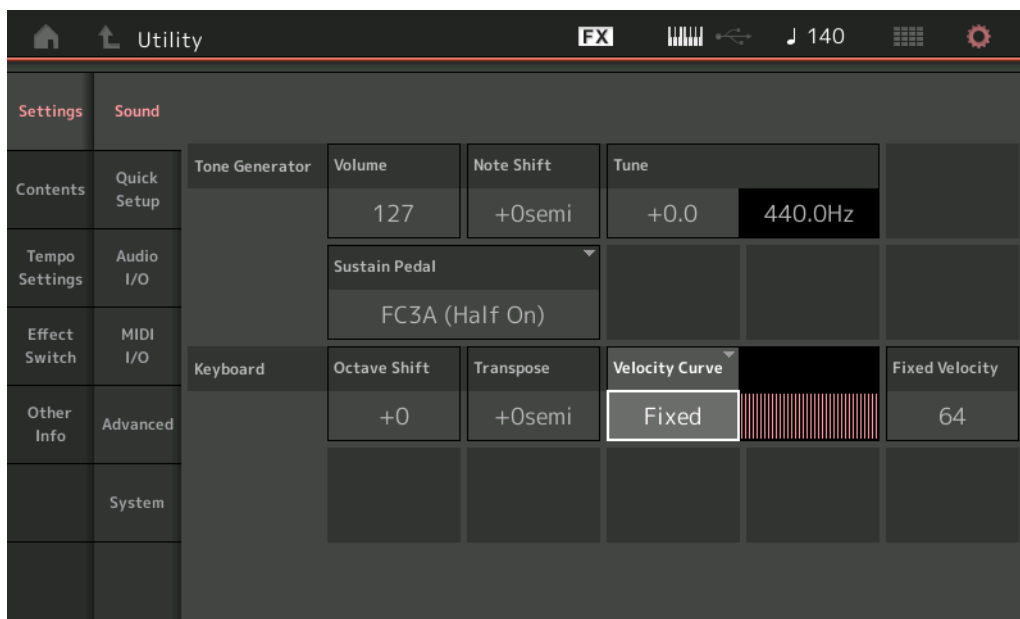 Utility
FX
♩ 140
Settings
Sound
Contents
Quick
Setup
Tempo
Settings
Audio
I/O
Effect
Switch
MIDI
I/O
Other
Info
Advanced
System
Tone Generator
Volume
127
Note Shift
+0semi
Tune
+0.0
440.0Hz
Sustain Pedal
FC3A (Half On)
Keyboard
Octave Shift
+0
Transpose
+0semi
Velocity Curve
Fixed
Fixed Velocity
64